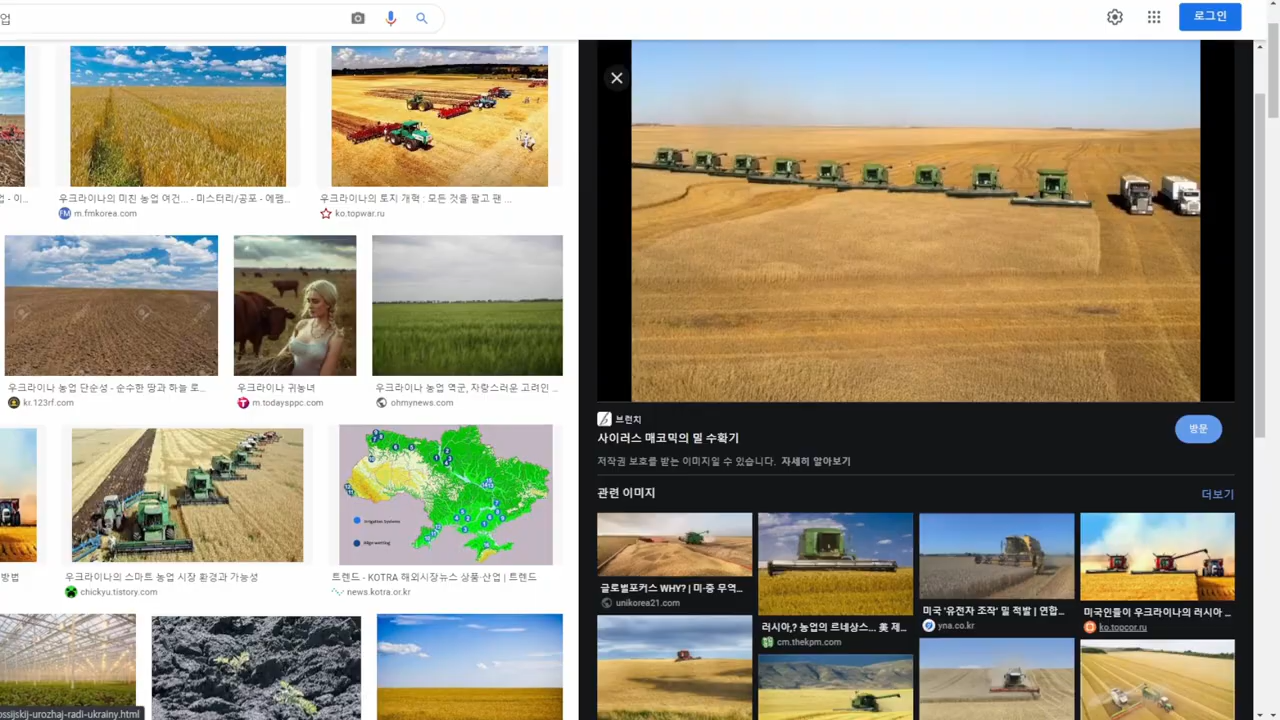 업
로그인
업 - 이...
우크라이나의 미친 농업 여건... - 미스터리/공포 - 에펨...
FM m.fmkorea.com
우크라이나의 토지 개혁 : 모든 것을 팔고 팬 ...
ko.topwar.ru
우크라이나 농업 단순성 - 순수한 땅과 하늘 로...
kr.123rf.com
우크라이나 귀농녀
m.todaysppc.com
우크라이나 농업 역군, 자랑스러운 고려인 ...
ohmynews.com
방법
우크라이나의 스마트 농업 시장 환경과 가능성
chickyu.tistory.com
Irrigation Systems
트렌드 - KOTRA 해외시장뉴스 상품·산업 | 트렌드
news.kotra.or.kr
ossijskij-urozhaj-radi-ukrainy.html
브런치
사이러스 매코믹의 밀 수확기
방문
저작권 보호를 받는 이미지일 수 있습니다. 자세히 알아보기
관련 이미지
더보기
글로벌포커스 WHY? | 미·중 무역...
unikorea21.com
러시아,? 농업의 르네상스... 美 제...
cm.thekpm.com
미국 '유전자 조작' 밀 적발 | 연합...
yna.co.kr
미국인들이 우크라이나의 러시아 ...
ko.topcor.ru